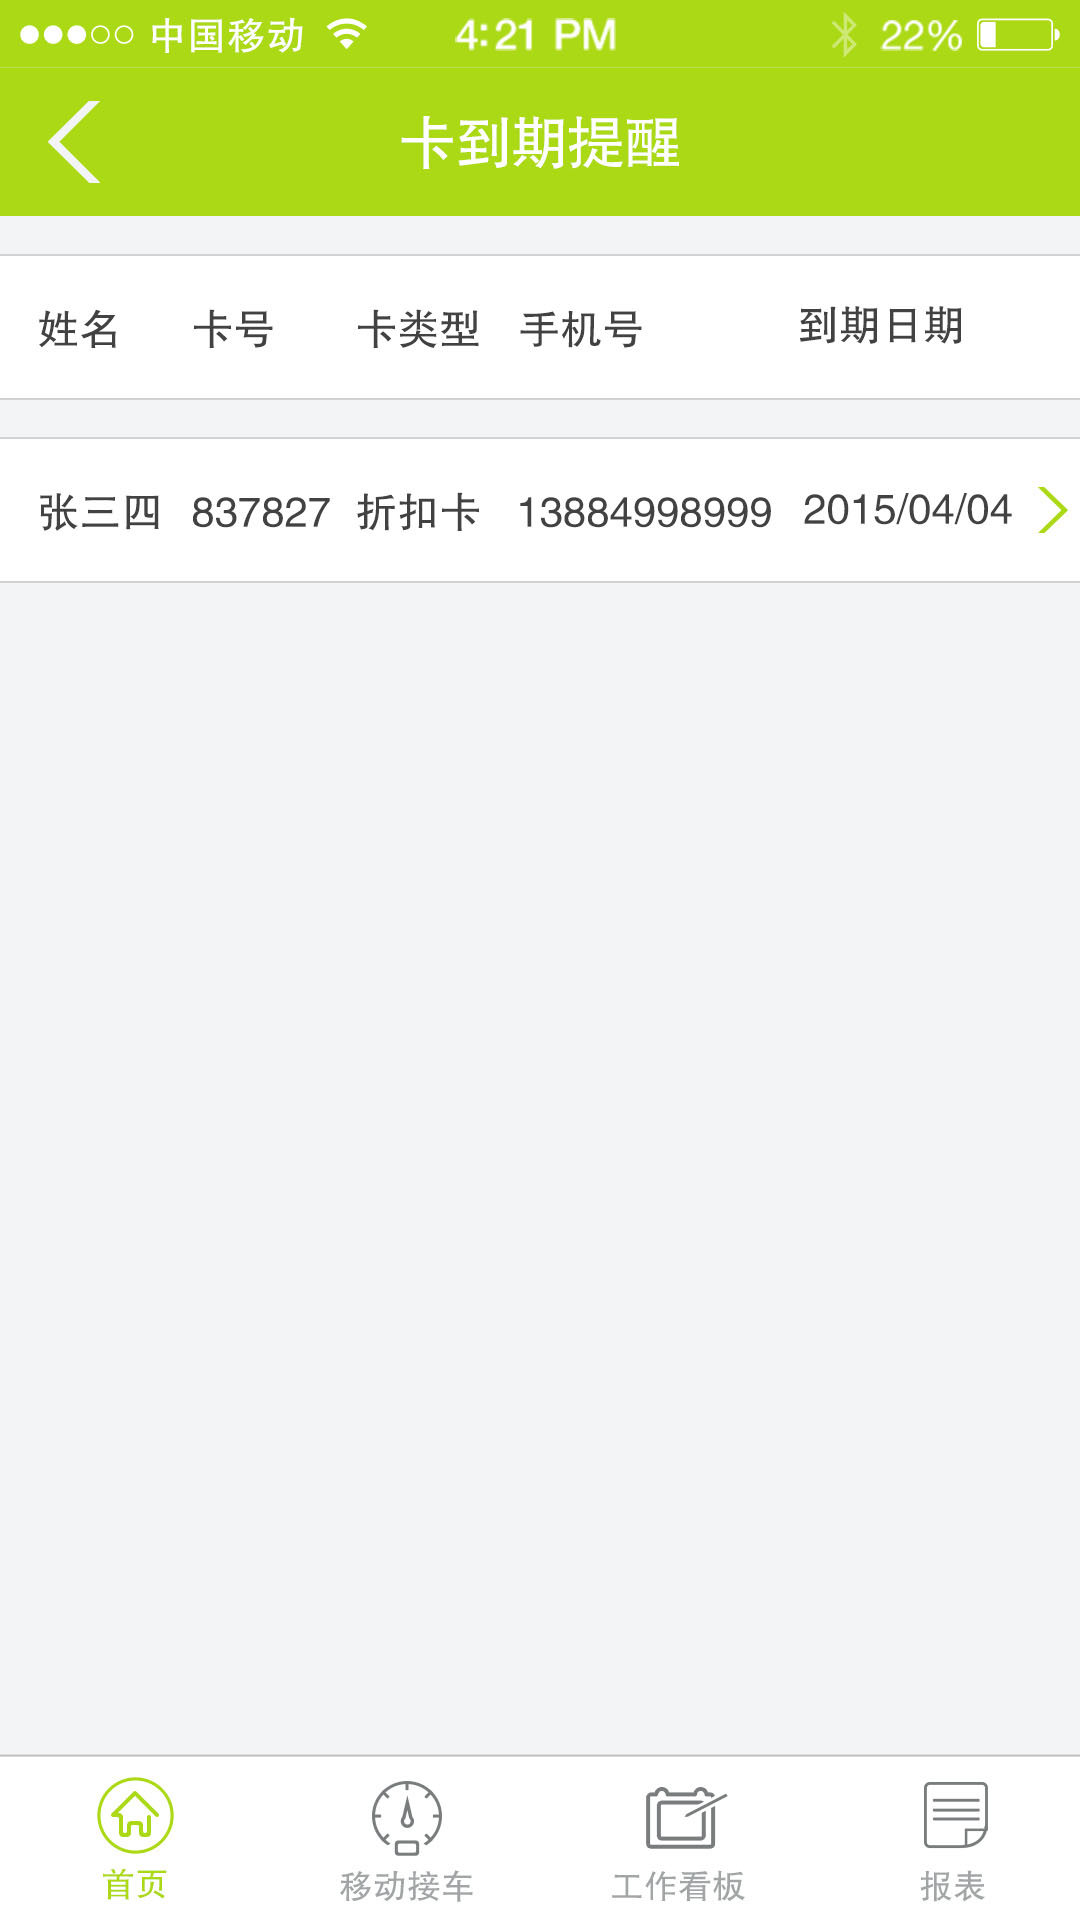 中国移动 4:21 PM 22%
卡到期提醒
姓名 卡号 卡类型 手机号 到期日期
张三四 837827 折扣卡 13884998999 2015/04/04
首页 移动接车 工作看板 报表